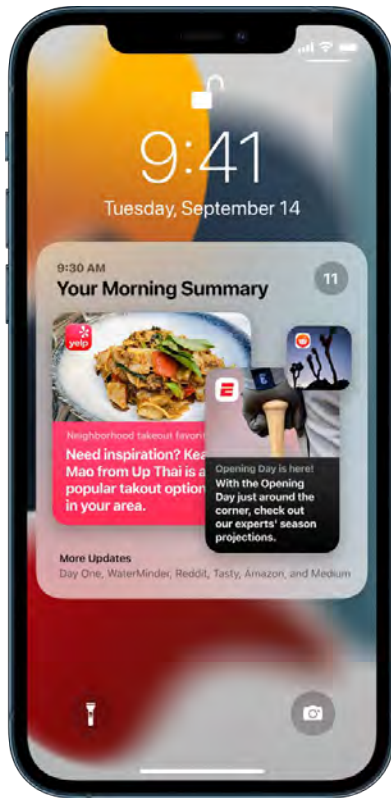 9:41
Tuesday, September 14
9:30 AM
Your Morning Summary
11
yelp
Neighborhood takeout favori
Need inspiration? Kea
Mao from Up Thai is a
popular takeout option
in your area.
Opening Day is here!
With the Opening
Day just around the
corner, check out
our experts' season
projections.
More Updates
Day One, WaterMinder, Reddit, Tasty, Amazon, and Medium